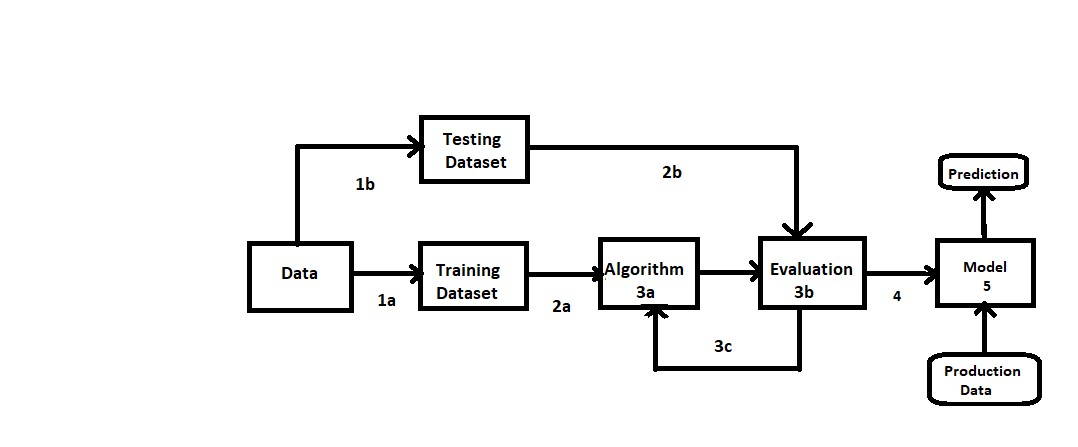 Testing
Dataset
1b
2b
Prediction
Data
1a
Training
Dataset
2a
Algorithm
3a
Evaluation
3b
4
Model
5
3c
Production
Data